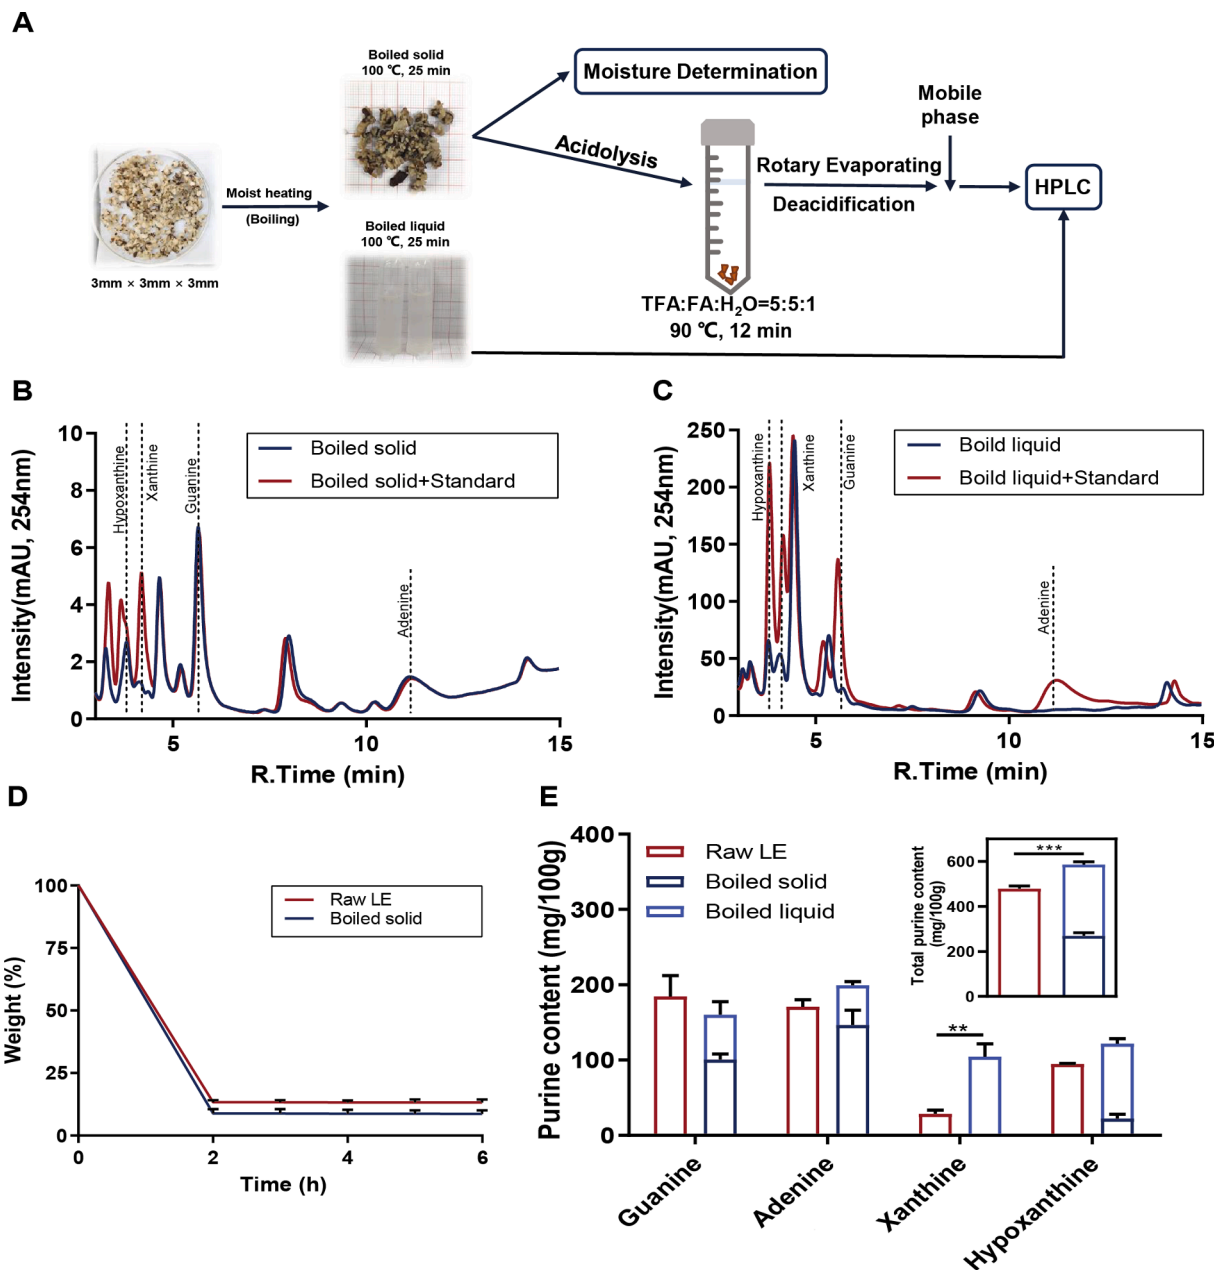 A
Boiled solid
100 ℃, 25 min
Moist heating
(Boiling)
3mm × 3mm × 3mm
Boiled liquid
100 ℃, 25 min
Moisture Determination
Acidolysis
TFA:FA:H₂O=5:5:1
90 ℃, 12 min
Rotary Evaporating
Deacidification
Mobile
phase
HPLC
B
Intensity(mAU, 254nm)
10
8
6
4
2
0
Hypoxanthine
Xanthine
Guanine
Adenine
Boiled solid
Boiled solid+Standard
5
10
15
R.Time (min)
C
Intensity(mAU, 254nm)
250
200
150
100
50
0
Hypoxanthine
Xanthine
Guanine
Adenine
Boild liquid
Boild liquid+Standard
5
10
15
R.Time (min)
D
Weight (%)
100
75
50
25
0
Raw LE
Boiled solid
0
2
4
6
Time (h)
E
Purine content (mg/100g)
400
300
200
100
0
Raw LE
Boiled solid
Boiled liquid
**
Guanine
Adenine
Xanthine
Hypoxanthine
Total purine content
(mg/100g)
600
400
200
0
***